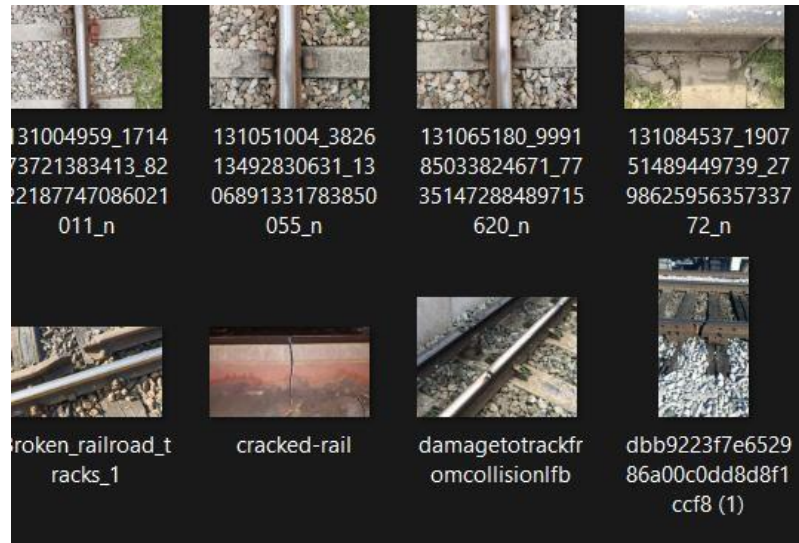 131004959_1714
73721383413_82
22187747086021
011_n
131051004_3826
13492830631_13
06891331783850
055_n
131065180_9991
85033824671_77
35147288489715
620_n
131084537_1907
51489449739_27
98625956357337
72_n
Broken_railroad_t
racks_1
cracked-rail
damagetotrackfr
omcollisionlfb
dbb9223f7e6529
86a00c0dd8d8f1
ccf8 (1)